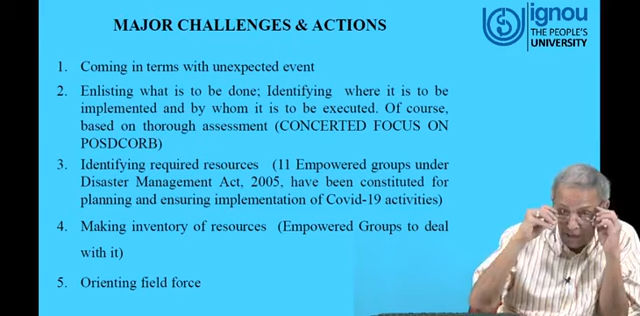 MAJOR CHALLENGES & ACTIONS
ignou
THE PEOPLE'S
UNIVERSITY
1. Coming in terms with unexpected event
2. Enlisting what is to be done; Identifying where it is to be
implemented and by whom it is to be executed. Of course,
based on thorough assessment (CONCERTED FOCUS ON
POSDCORB)
3. Identifying required resources (11 Empowered groups under
Disaster Management Act, 2005, have been constituted for
planning and ensuring implementation of Covid-19 activities)
4. Making inventory of resources (Empowered Groups to deal
with it)
5. Orienting field force